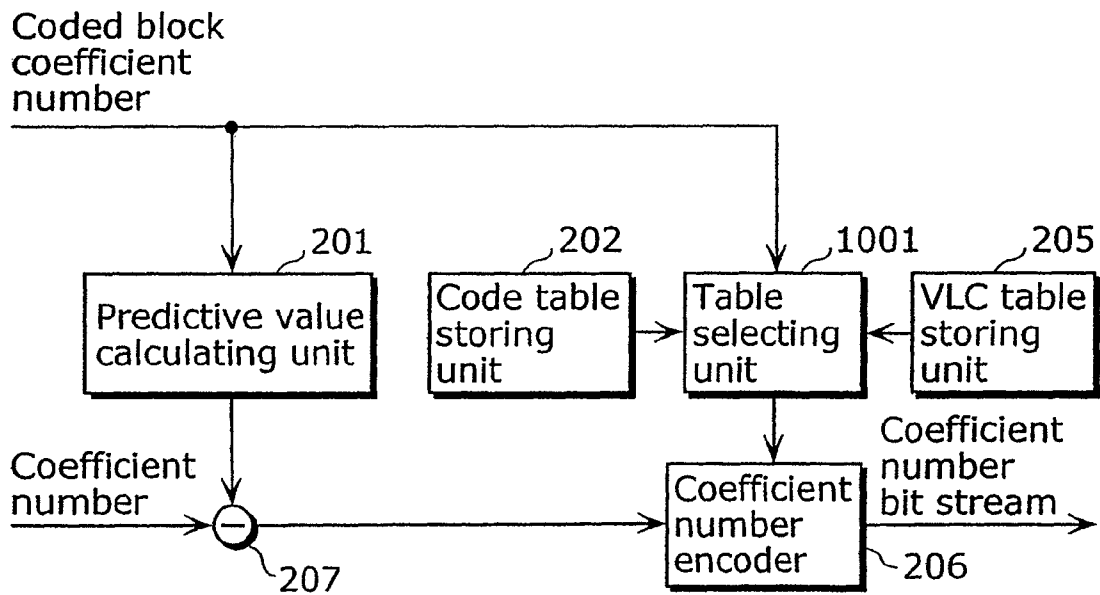 Coded block
coefficient
number
201
202
1001
205
Predictive value
calculating unit
Code table
storing
unit
Table
selecting
unit
VLC table
storing
unit
Coefficient
number
Coefficient
number
encoder
Coefficient
number
bit stream
207
206